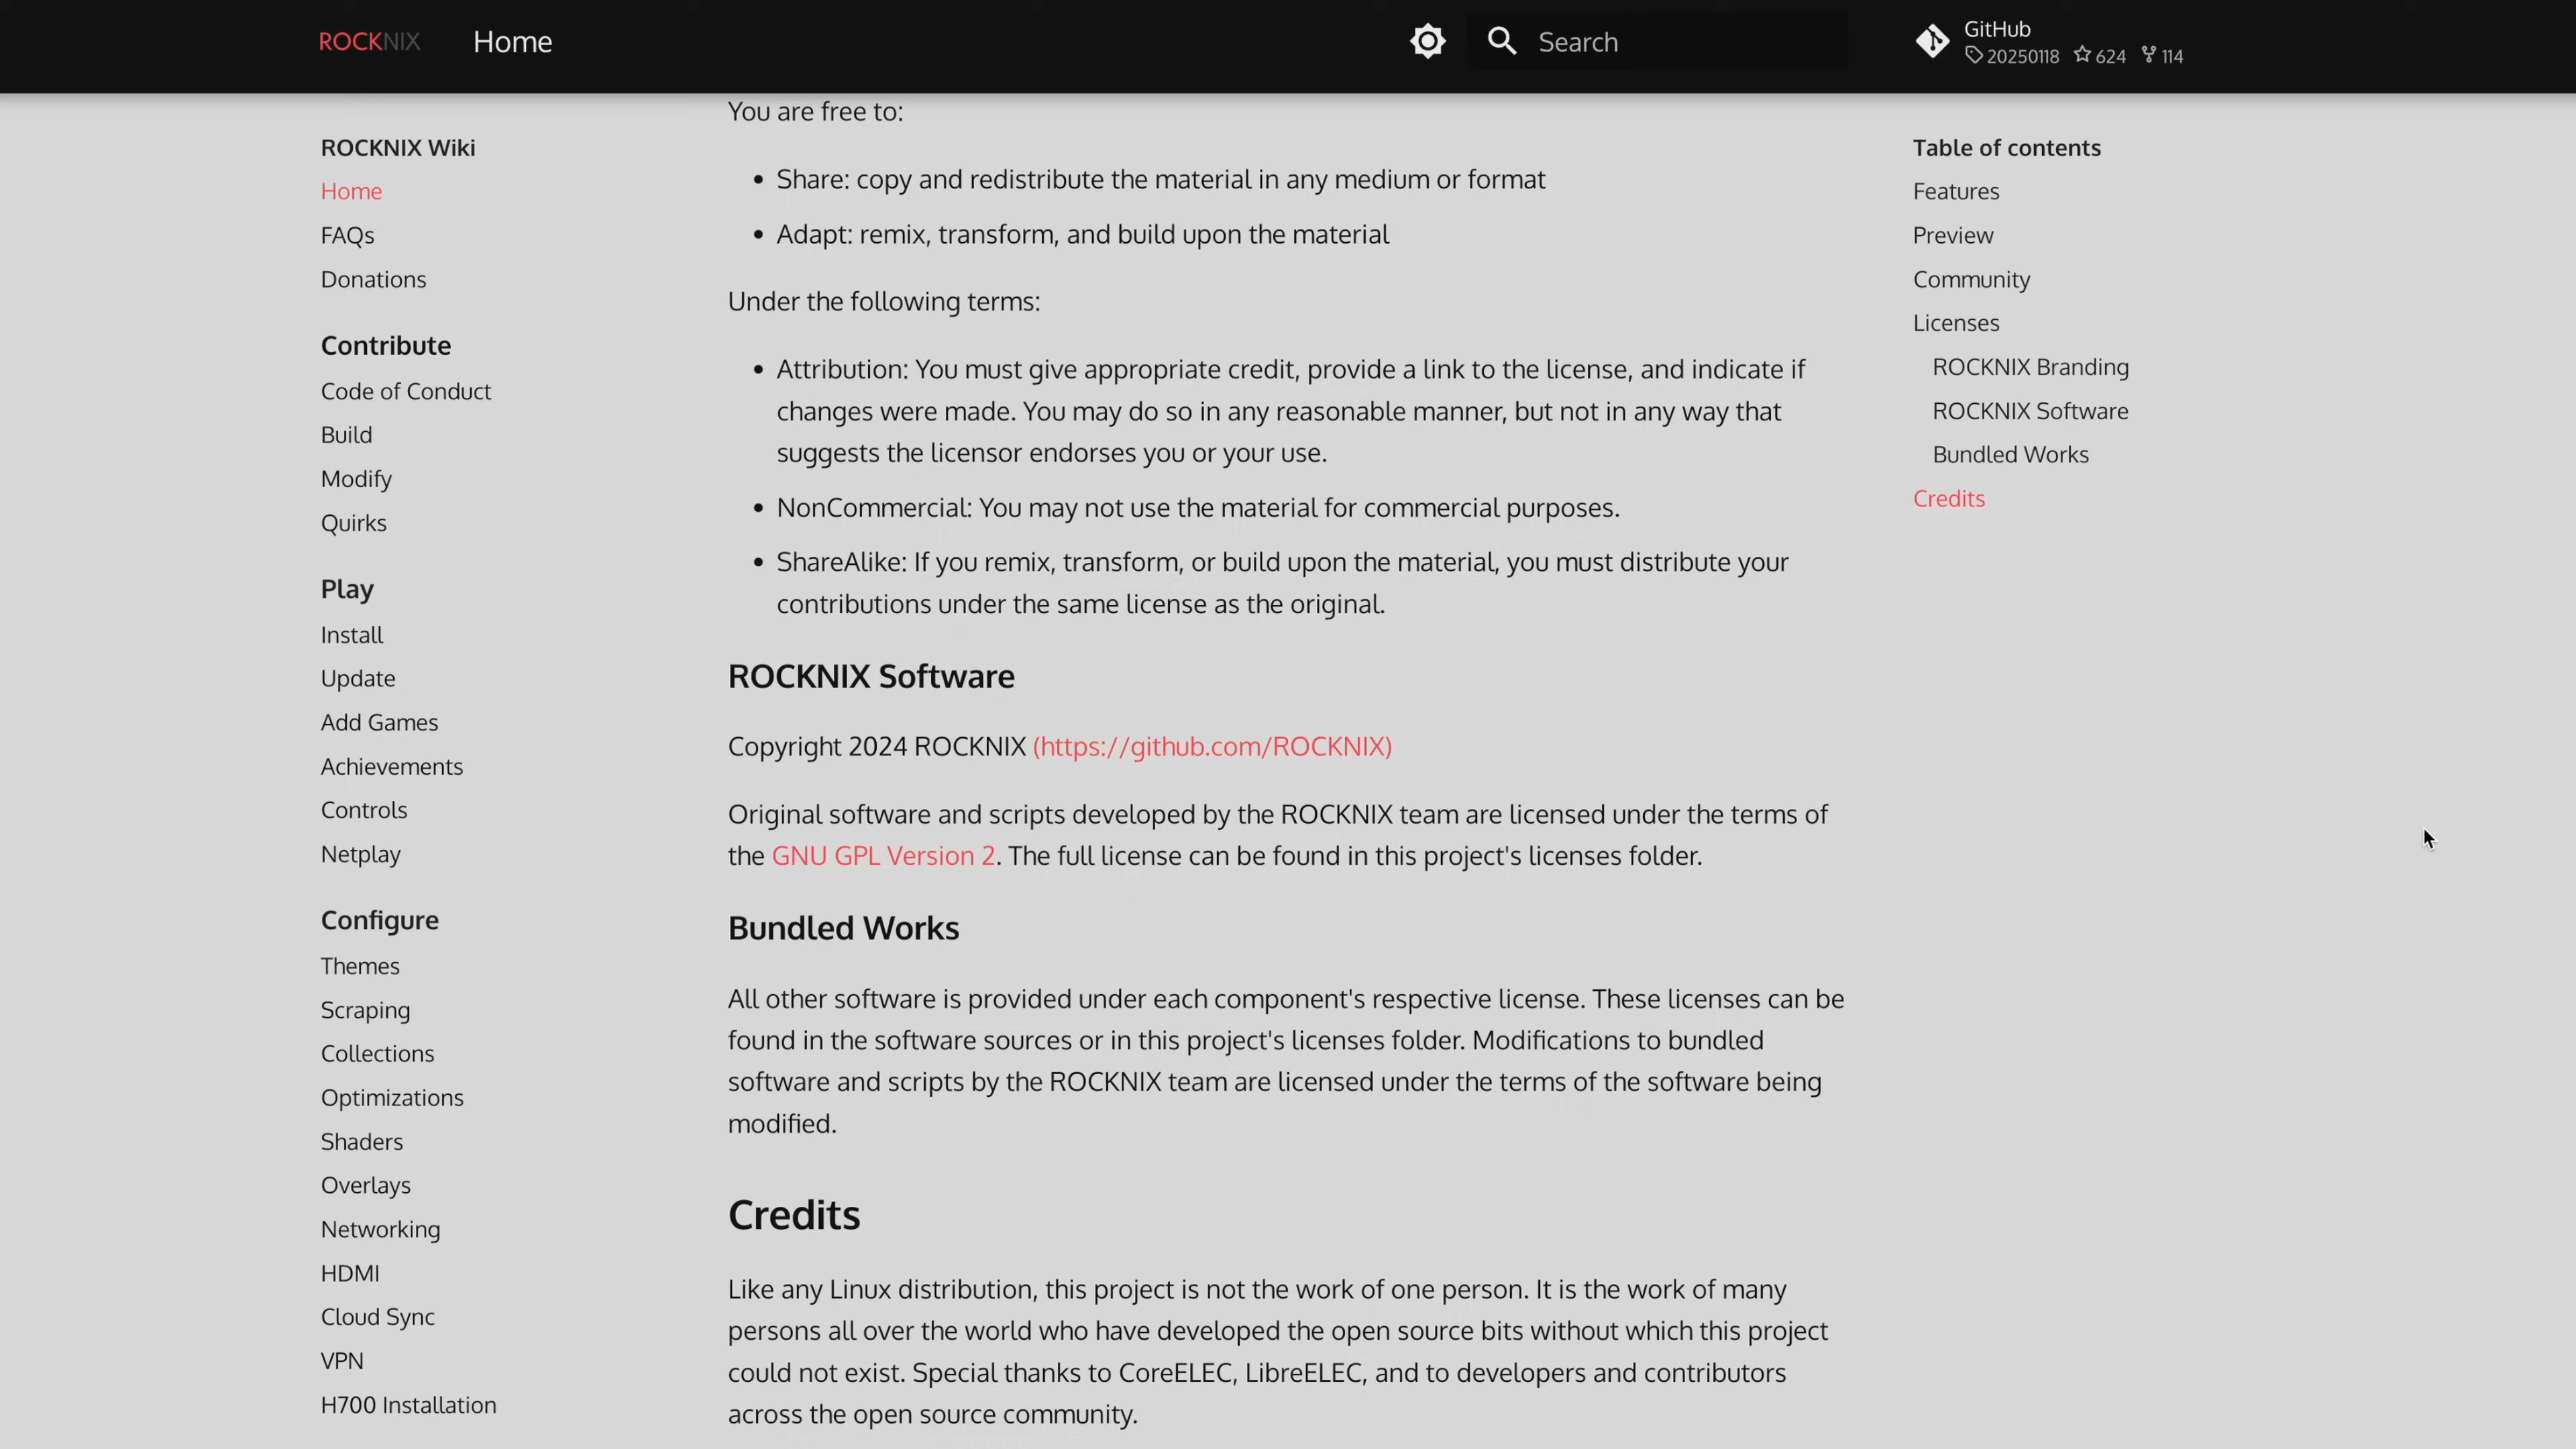 ROCKNIX
Home
Search
GitHub
20250118 624 114
ROCKNIX Wiki
Home
FAQs
Donations
Contribute
Code of Conduct
Build
Modify
Quirks
Play
Install
Update
Add Games
Achievements
Controls
Netplay
Configure
Themes
Scraping
Collections
Optimizations
Shaders
Overlays
Networking
HDMI
Cloud Sync
VPN
H700 Installation
You are free to:
• Share: copy and redistribute the material in any medium or format
• Adapt: remix, transform, and build upon the material
Under the following terms:
• Attribution: You must give appropriate credit, provide a link to the license, and indicate if
changes were made. You may do so in any reasonable manner, but not in any way that
suggests the licensor endorses you or your use.
• NonCommercial: You may not use the material for commercial purposes.
• ShareAlike: If you remix, transform, or build upon the material, you must distribute your
contributions under the same license as the original.
ROCKNIX Software
Copyright 2024 ROCKNIX (https://github.com/ROCKNIX)
Original software and scripts developed by the ROCKNIX team are licensed under the terms of
the GNU GPL Version 2. The full license can be found in this project's licenses folder.
Bundled Works
All other software is provided under each component's respective license. These licenses can be
found in the software sources or in this project's licenses folder. Modifications to bundled
software and scripts by the ROCKNIX team are licensed under the terms of the software being
modified.
Credits
Like any Linux distribution, this project is not the work of one person. It is the work of many
persons all over the world who have developed the open source bits without which this project
could not exist. Special thanks to CoreELEC, LibreELEC, and to developers and contributors
across the open source community.
Table of contents
Features
Preview
Community
Licenses
ROCKNIX Branding
ROCKNIX Software
Bundled Works
Credits